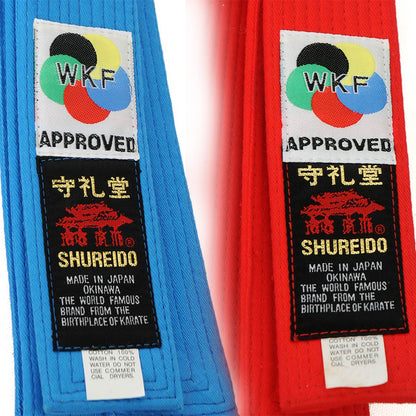 WKF
APPROVED
守礼堂
®
SHUREIDO
MADE IN JAPAN
OKINAWA
THE WORLD FAMOUS
BRAND FROM THE
BIRTHPLACE OF KARATE
COTTON 100%
WASH IN COLD
WATER DO NOT
USE COMMER
CIAL DRYERS.
WKF
APPROVED
守礼堂
®
SHUREIDO
MADE IN JAPAN
OKINAWA
THE WORLD FAMOUS
BRAND FROM THE
BIRTHPLACE OF KARATE
COTTON 100%
WASH IN COLD
WATER DO NOT
USE COMMER
CIAL DRYERS.